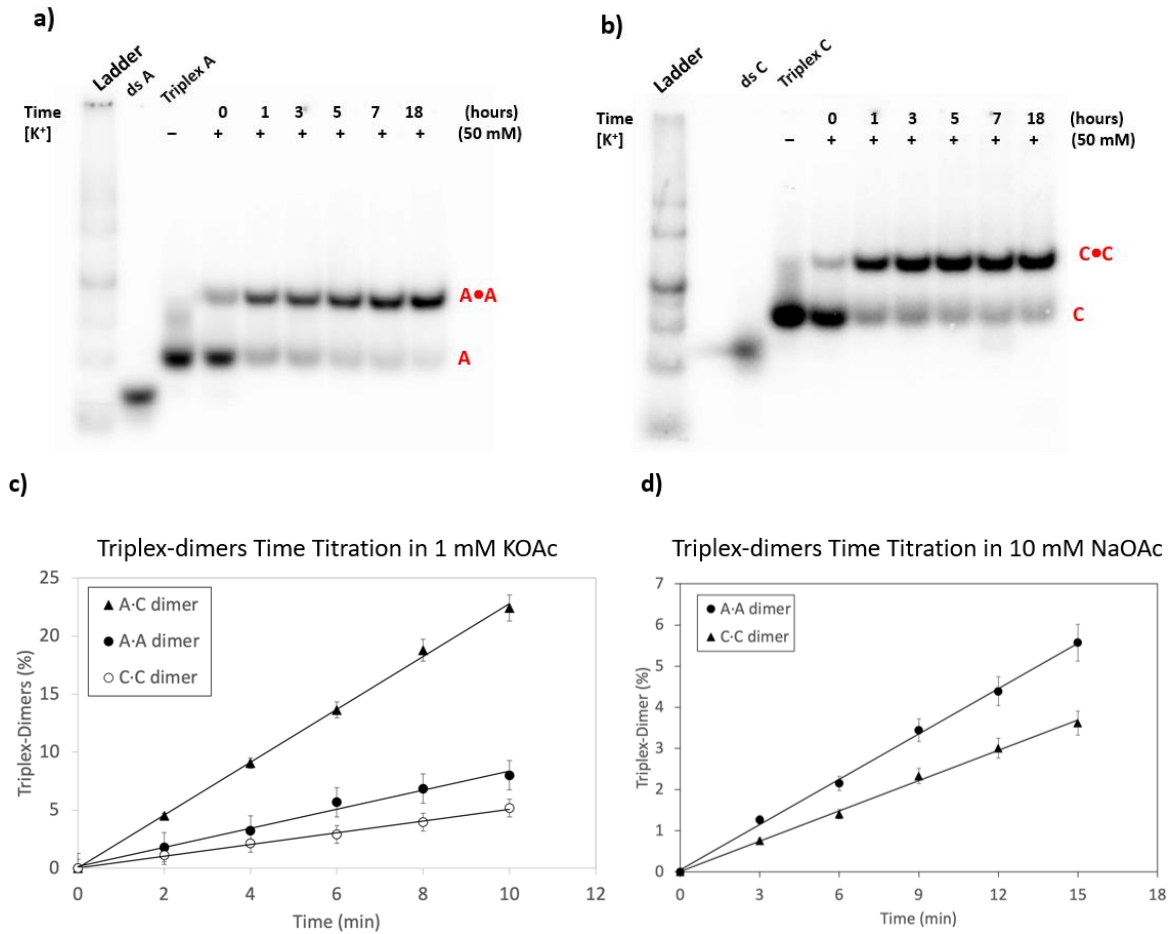 a)
Ladder
ds A
Triplex A
Time 0 1 3 5 7 18 (hours)
[K⁺] – + + + + + + (50 mM)
A•A
A
b)
Ladder
ds C
Triplex C
Time 0 1 3 5 7 18 (hours)
[K⁺] – + + + + + + (50 mM)
C•C
C
c)
Triplex-dimers Time Titration in 1 mM KOAc
25
20
15
10
5
0
Triplex-Dimers (%)
A·C dimer
A·A dimer
C·C dimer
0 2 4 6 8 10 12
Time (min)
d)
Triplex-dimers Time Titration in 10 mM NaOAc
7
6
5
4
3
2
1
0
Triplex-Dimer (%)
A·A dimer
C·C dimer
0 3 6 9 12 15 18
Time (min)